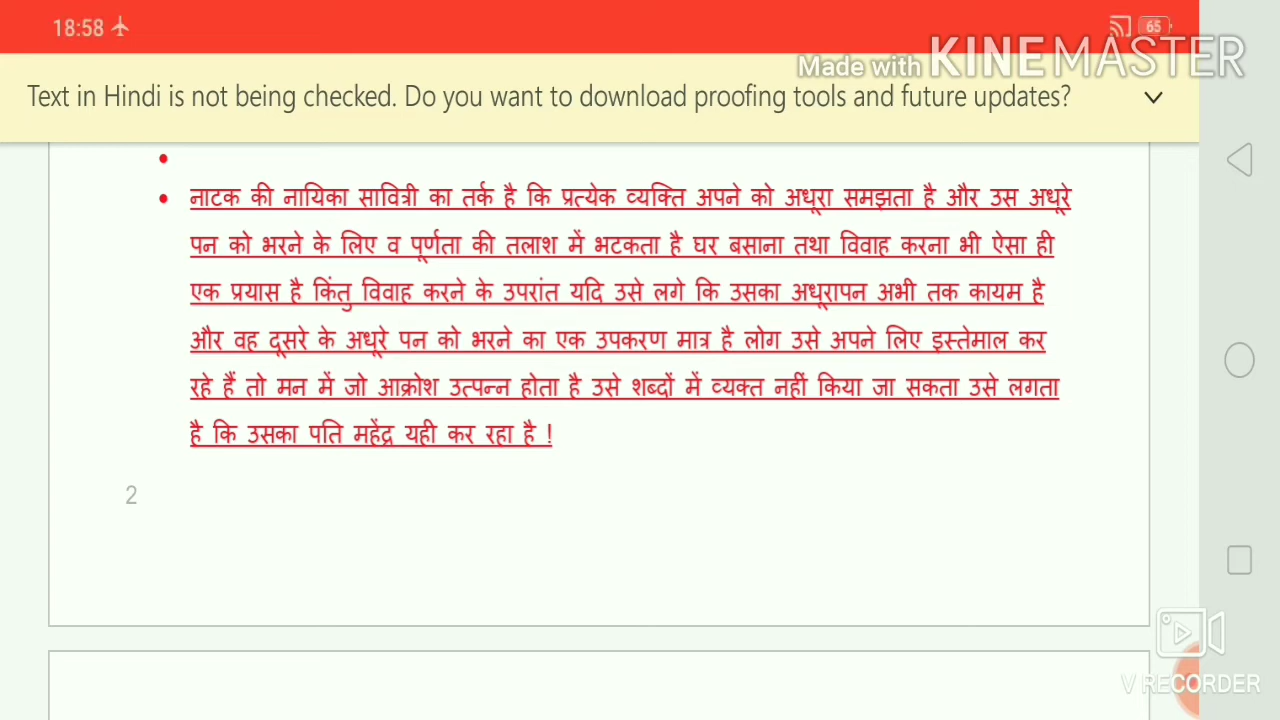 18:58
65
Made with KINEMASTER
Text in Hindi is not being checked. Do you want to download proofing tools and future updates?
नाटक की नायिका सावित्री का तर्क है कि प्रत्येक व्यक्ति अपने को अधूरा समझता है और उस अधूरे
पन को भरने के लिए व पूर्णता की तलाश में भटकता है घर बसाना तथा विवाह करना भी ऐसा ही
एक प्रयास है किंतु विवाह करने के उपरांत यदि उसे लगे कि उसका अधूरापन अभी तक कायम है
और वह दूसरे के अधूरे पन को भरने का एक उपकरण मात्र है लोग उसे अपने लिए इस्तेमाल कर
रहे हैं तो मन में जो आक्रोश उत्पन्न होता है उसे शब्दों में व्यक्त नहीं किया जा सकता उसे लगता
है कि उसका पति महेंद्र यही कर रहा है !
2
V RECORDER